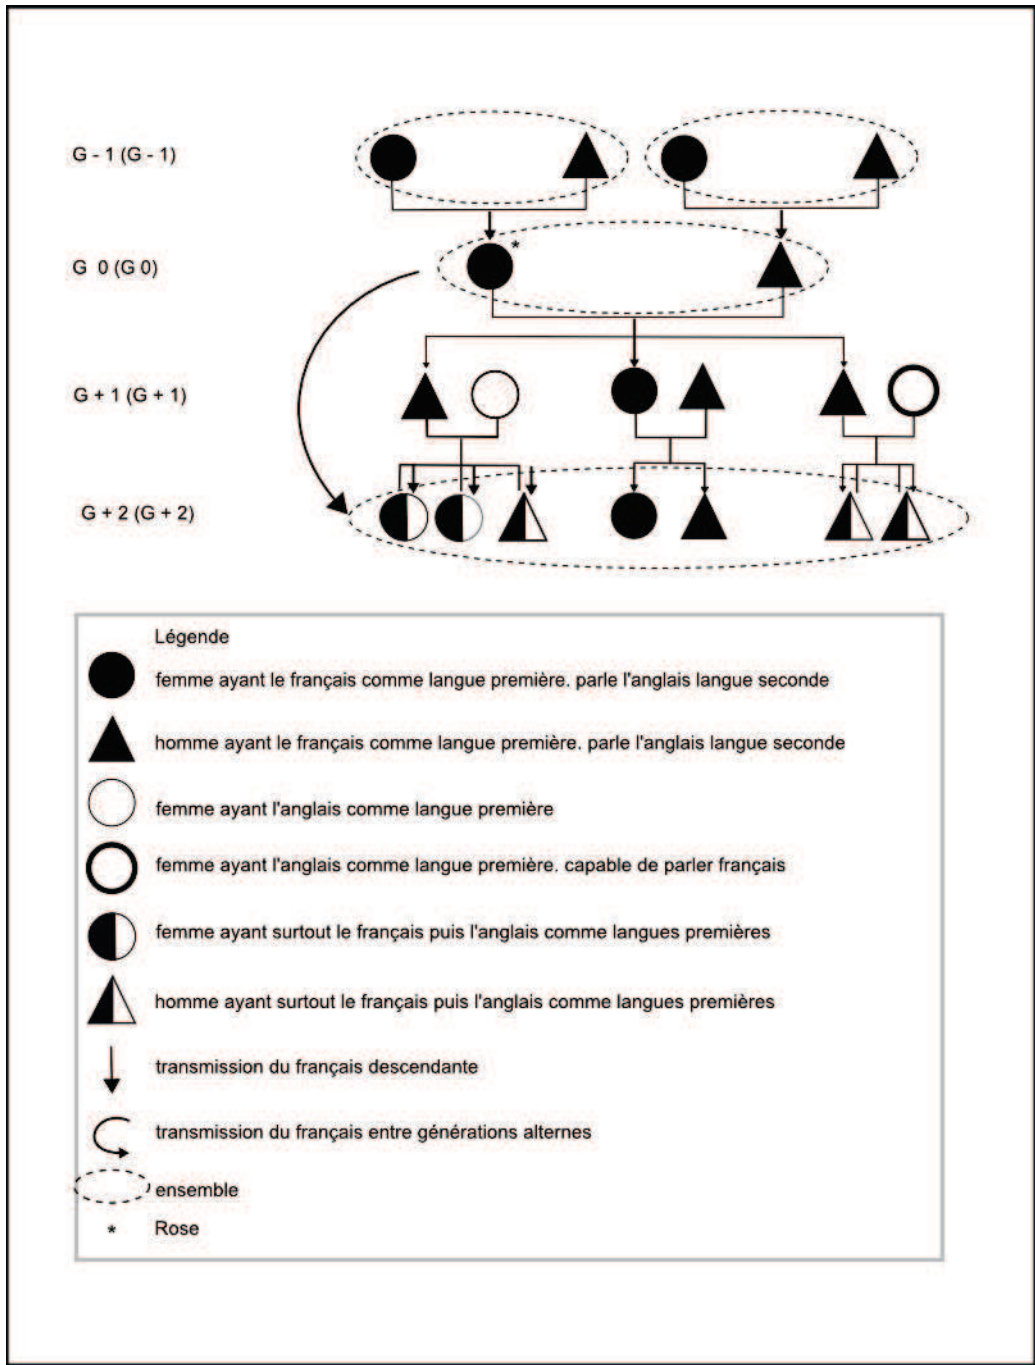 G - 1 (G - 1)
*
G 0 (G 0)
G + 1 (G + 1)
G + 2 (G + 2)
Légende
femme ayant le français comme langue première. parle l'anglais langue seconde
homme ayant le français comme langue première. parle l'anglais langue seconde
femme ayant l'anglais comme langue première
femme ayant l'anglais comme langue première. capable de parler français
femme ayant surtout le français puis l'anglais comme langues premières
homme ayant surtout le français puis l'anglais comme langues premières
transmission du français descendante
transmission du français entre générations alternes
ensemble
* Rose